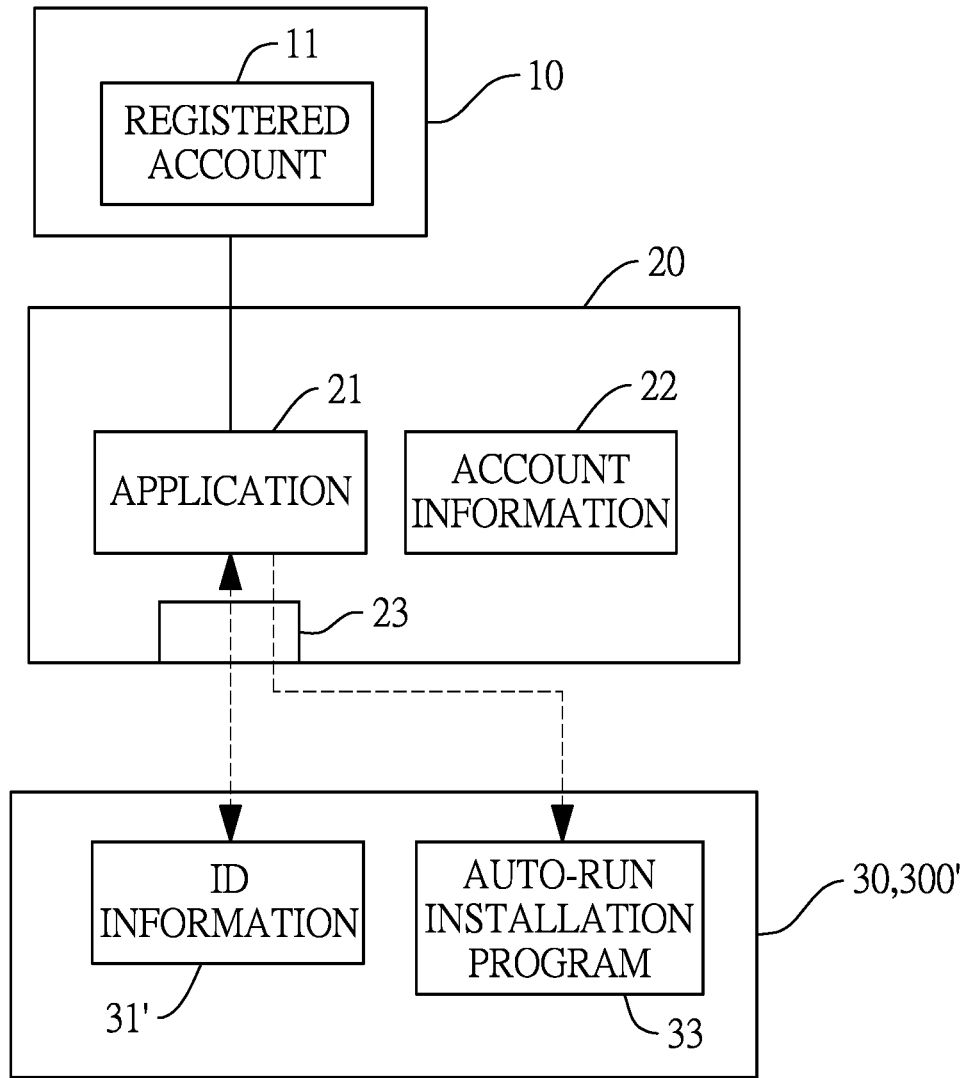 11
10
REGISTERED
ACCOUNT
20
21
22
APPLICATION
ACCOUNT
INFORMATION
23
ID
INFORMATION
AUTO-RUN
INSTALLATION
PROGRAM
30,300'
31'
33